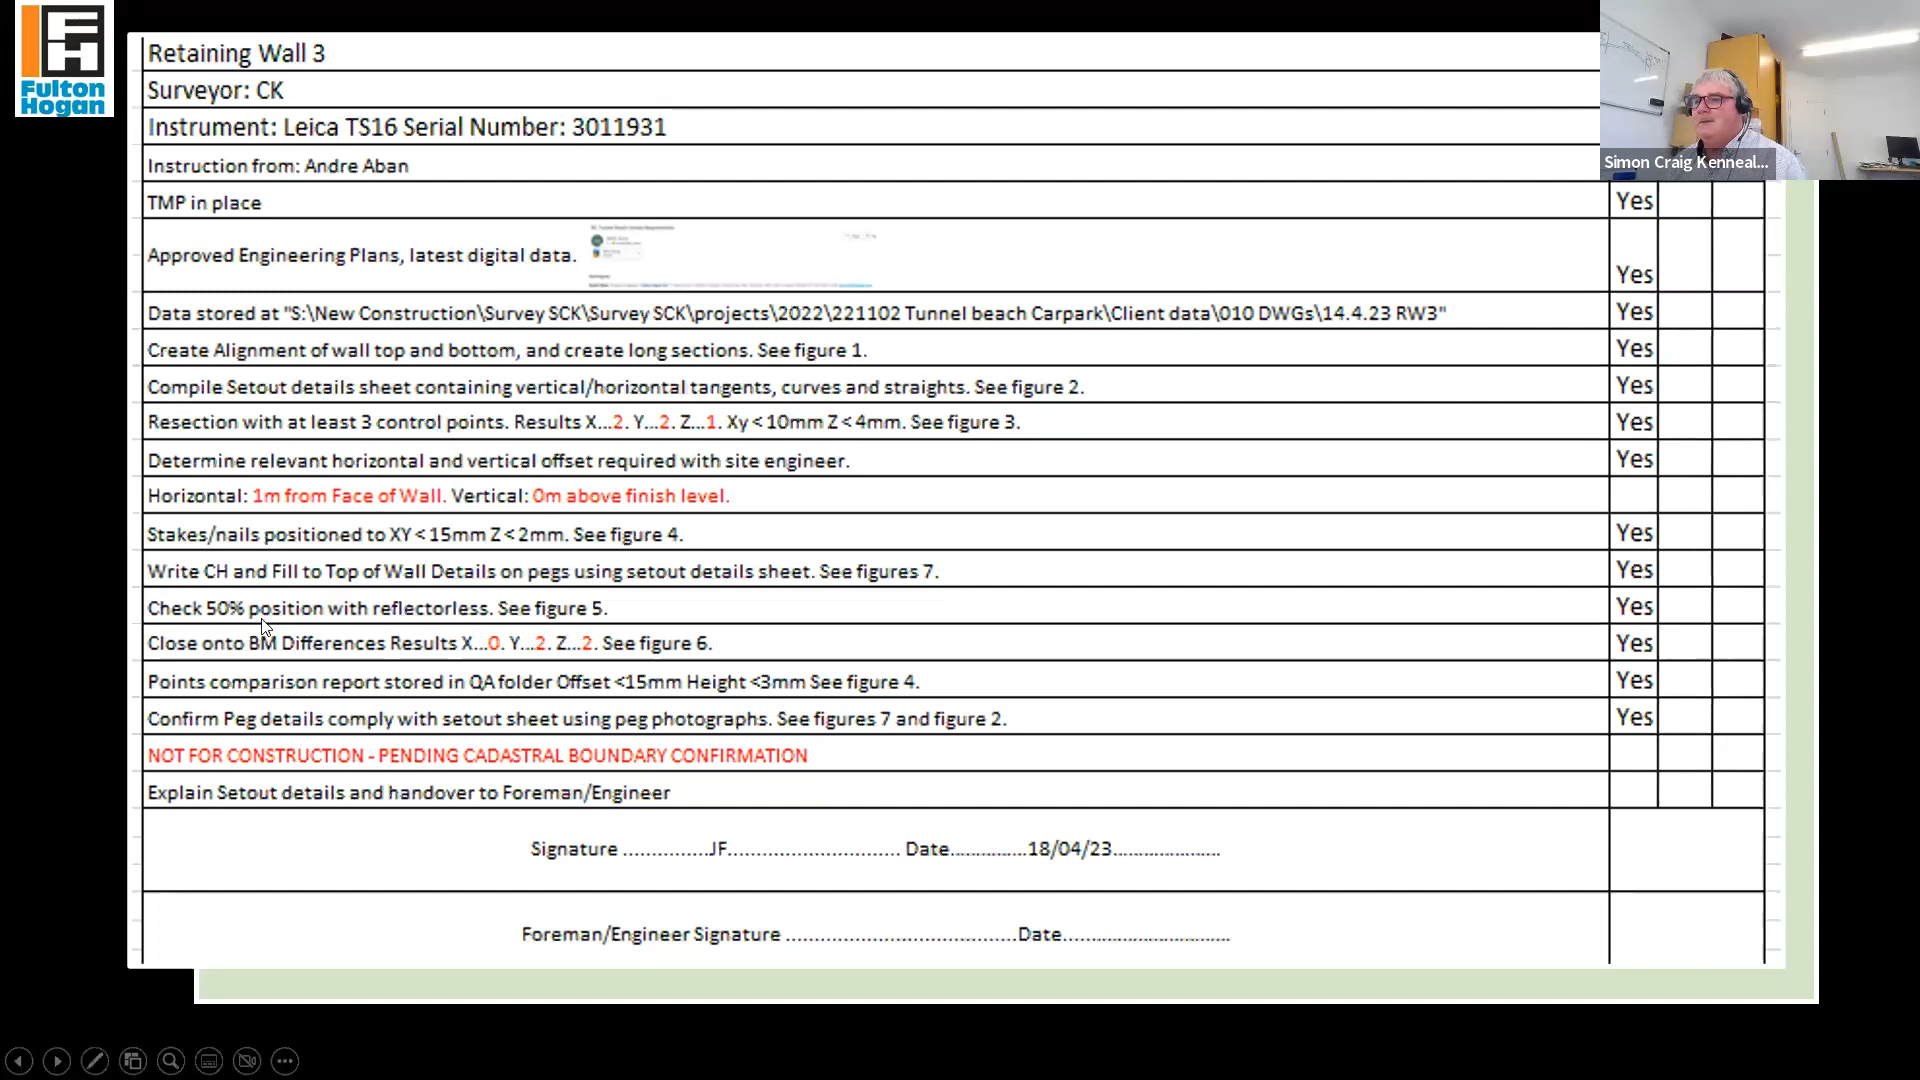 Fulton
Hogan
Retaining Wall 3
Surveyor: CK
Instrument: Leica TS16 Serial Number: 3011931
Instruction from: Andre Aban
Simon Craig Kenneal...
TMP in place Yes
Approved Engineering Plans, latest digital data. Yes
Data stored at "S:\New Construction\Survey SCK\Survey SCK\projects\2022\221102 Tunnel beach Carpark\Client data\010 DWGs\14.4.23 RW3" Yes
Create Alignment of wall top and bottom, and create long sections. See figure 1. Yes
Compile Setout details sheet containing vertical/horizontal tangents, curves and straights. See figure 2. Yes
Resection with at least 3 control points. Results X...2. Y...2. Z...1. Xy < 10mm Z < 4mm. See figure 3. Yes
Determine relevant horizontal and vertical offset required with site engineer. Yes
Horizontal: 1m from Face of Wall. Vertical: 0m above finish level.
Stakes/nails positioned to XY < 15mm Z < 2mm. See figure 4. Yes
Write CH and Fill to Top of Wall Details on pegs using setout details sheet. See figures 7. Yes
Check 50% position with reflectorless. See figure 5. Yes
Close onto BM Differences Results X...0. Y...2. Z...2. See figure 6. Yes
Points comparison report stored in QA folder Offset <15mm Height <3mm See figure 4. Yes
Confirm Peg details comply with setout sheet using peg photographs. See figures 7 and figure 2. Yes
NOT FOR CONSTRUCTION - PENDING CADASTRAL BOUNDARY CONFIRMATION
Explain Setout details and handover to Foreman/Engineer
Signature ...............JF.............................. Date..............18/04/23......................
Foreman/Engineer Signature ........................................Date..............................